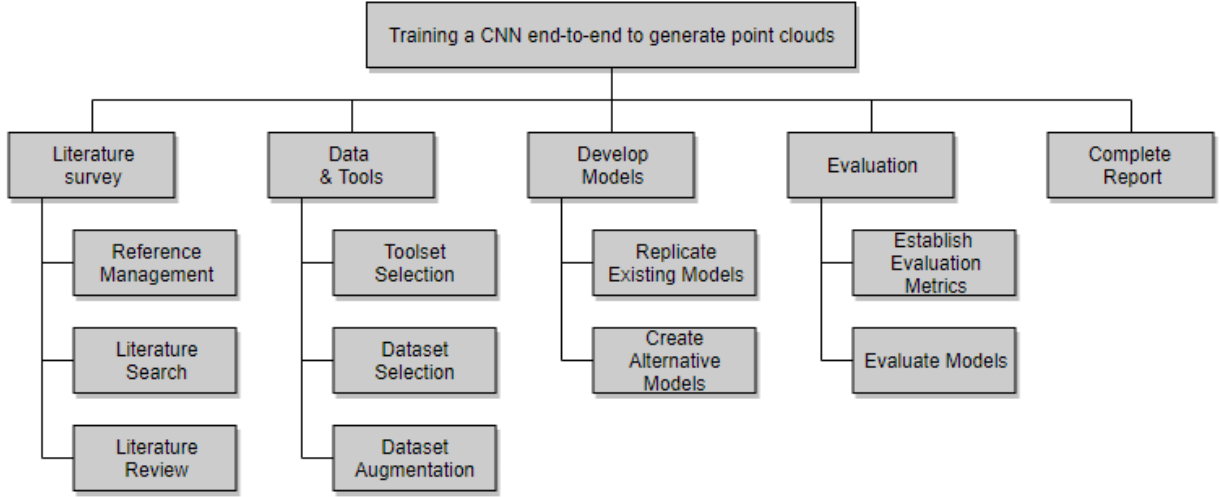 Training a CNN end-to-end to generate point clouds
Literature
survey
Data
& Tools
Develop
Models
Evaluation
Complete
Report
Reference
Management
Literature
Search
Literature
Review
Toolset
Selection
Dataset
Selection
Dataset
Augmentation
Replicate
Existing Models
Create
Alternative
Models
Establish
Evaluation
Metrics
Evaluate Models